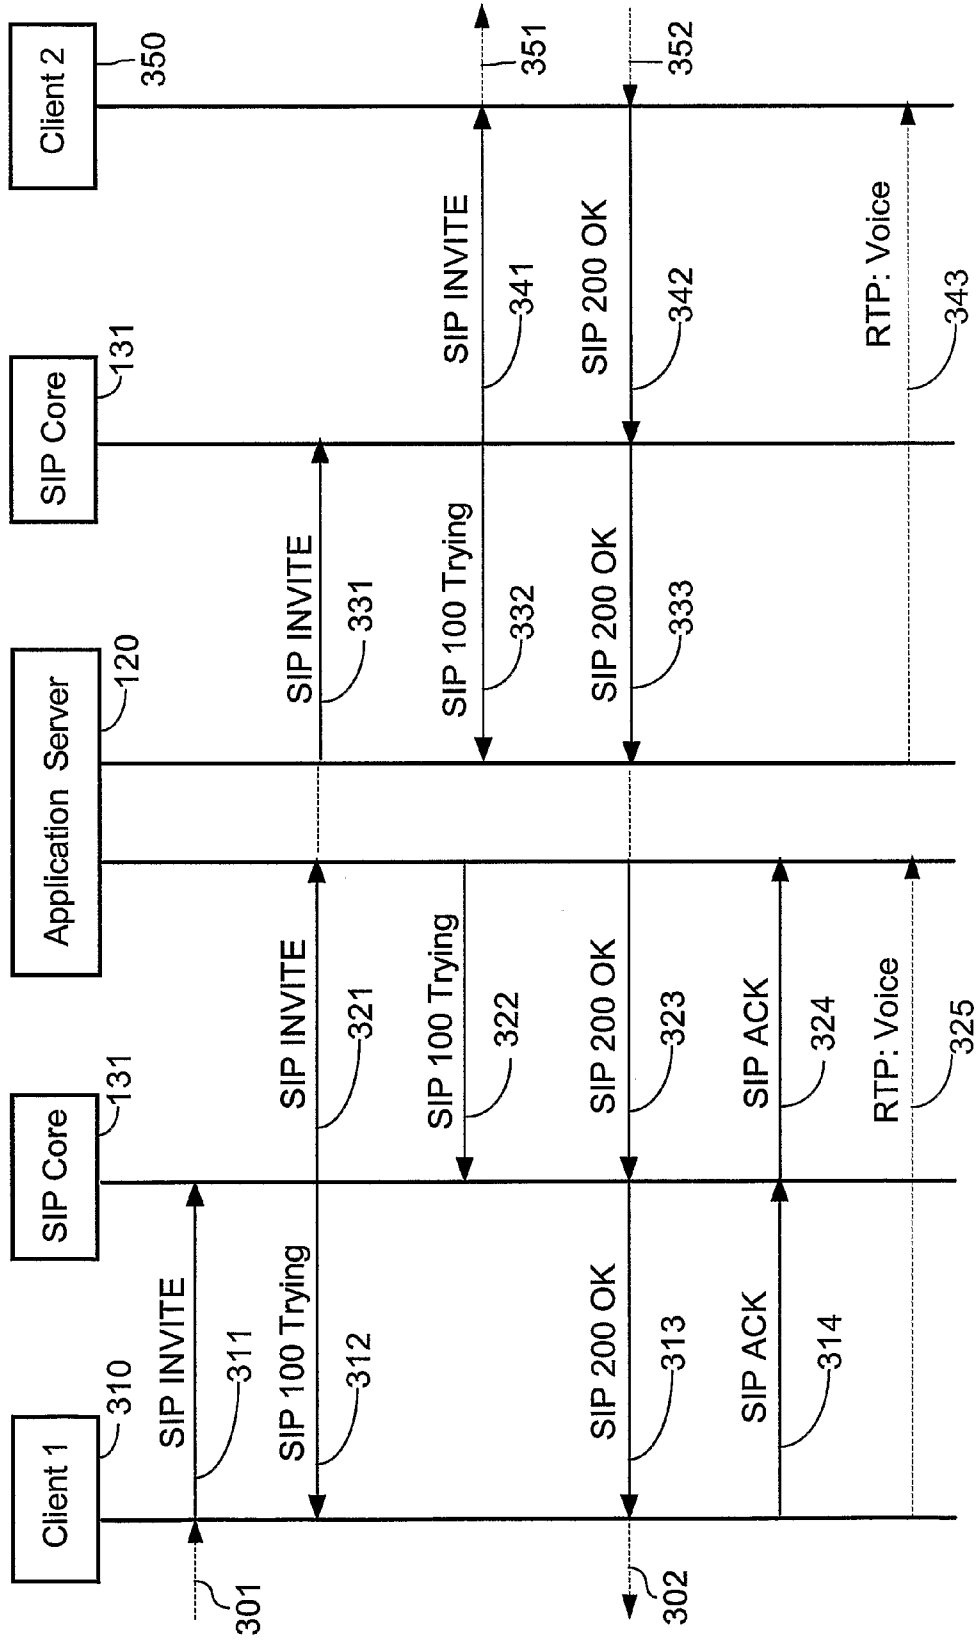 Client 1
310
SIP Core
131
Application Server
120
SIP Core
131
Client 2
350
301
SIP INVITE
311
SIP 100 Trying
312
SIP INVITE
321
SIP INVITE
331
SIP 100 Trying
322
SIP 100 Trying
332
SIP INVITE
341
351
302
SIP 200 OK
313
SIP 200 OK
323
SIP 200 OK
333
SIP 200 OK
342
352
SIP ACK
314
SIP ACK
324
RTP: Voice
325
RTP: Voice
343